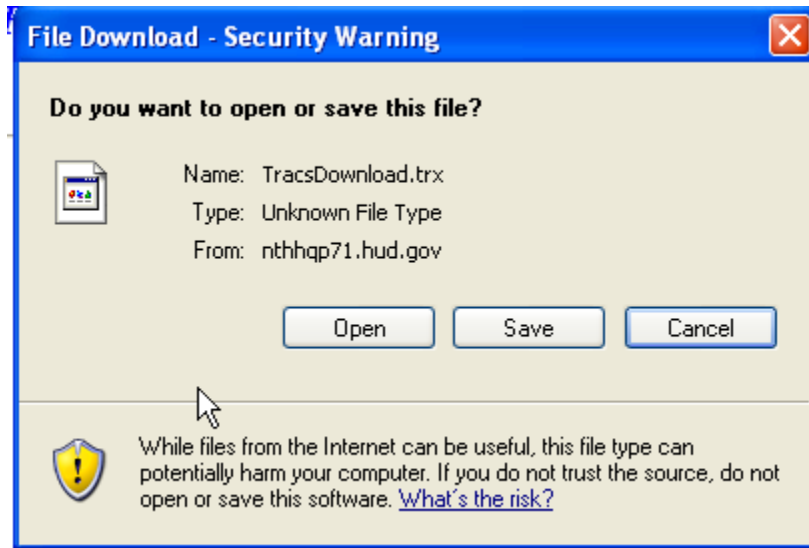 File Download - Security Warning
Do you want to open or save this file?
Name: TracsDownload.trx
Type: Unknown File Type
From: nthhqp71.hud.gov
Open Save Cancel
While files from the Internet can be useful, this file type can
potentially harm your computer. If you do not trust the source, do not
open or save this software. What's the risk?